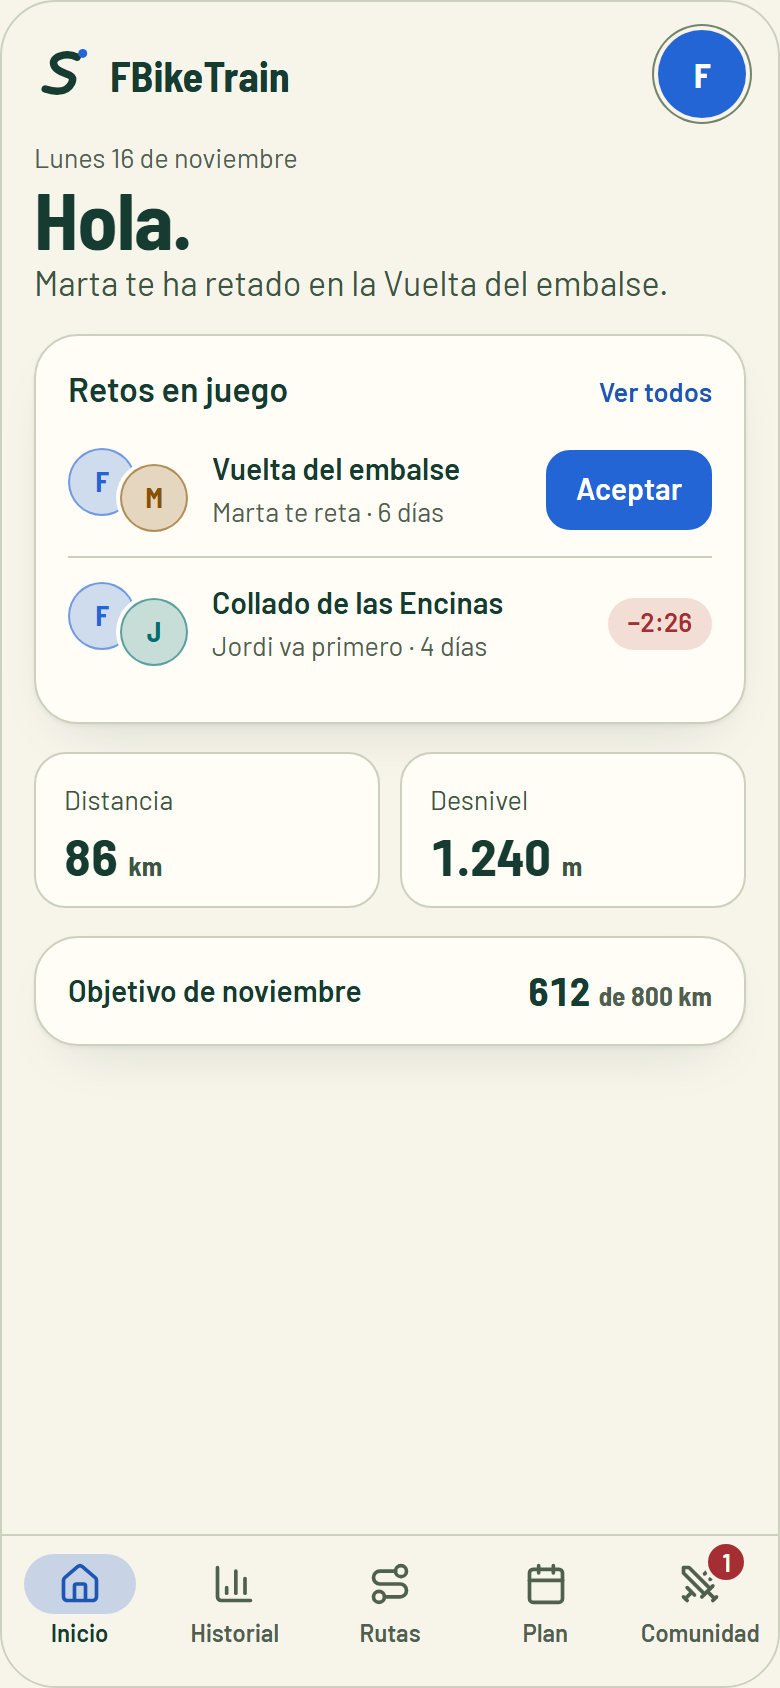 FBikeTrain
F
Lunes 16 de noviembre
Hola.
Marta te ha retado en la Vuelta del embalse.
Retos en juego
Ver todos
F
M
Vuelta del embalse
Marta te reta · 6 días
Aceptar
F
J
Collado de las Encinas
Jordi va primero · 4 días
−2:26
Distancia
86 km
Desnivel
1.240 m
Objetivo de noviembre
612 de 800 km
1
Inicio
Historial
Rutas
Plan
Comunidad